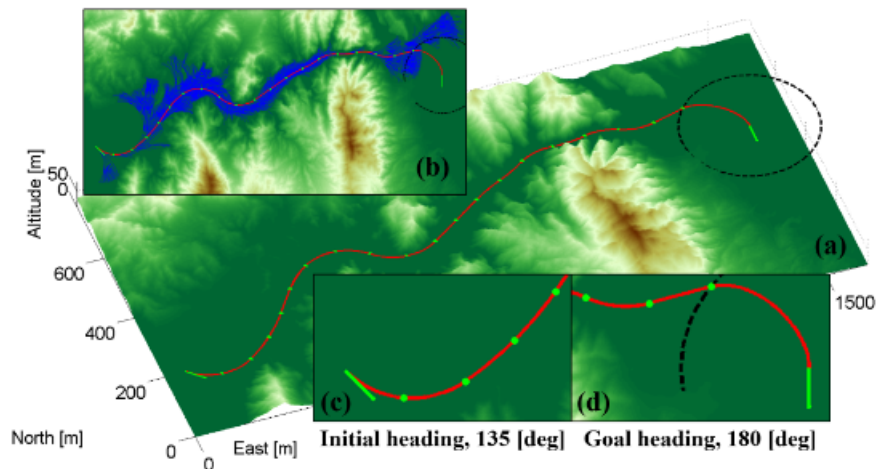 (b)
Altitude [m]
50
0
600
400
200
0
0
North [m]
East [m]
1500
(a)
(c)
(d)
Initial heading, 135 [deg]
Goal heading, 180 [deg]